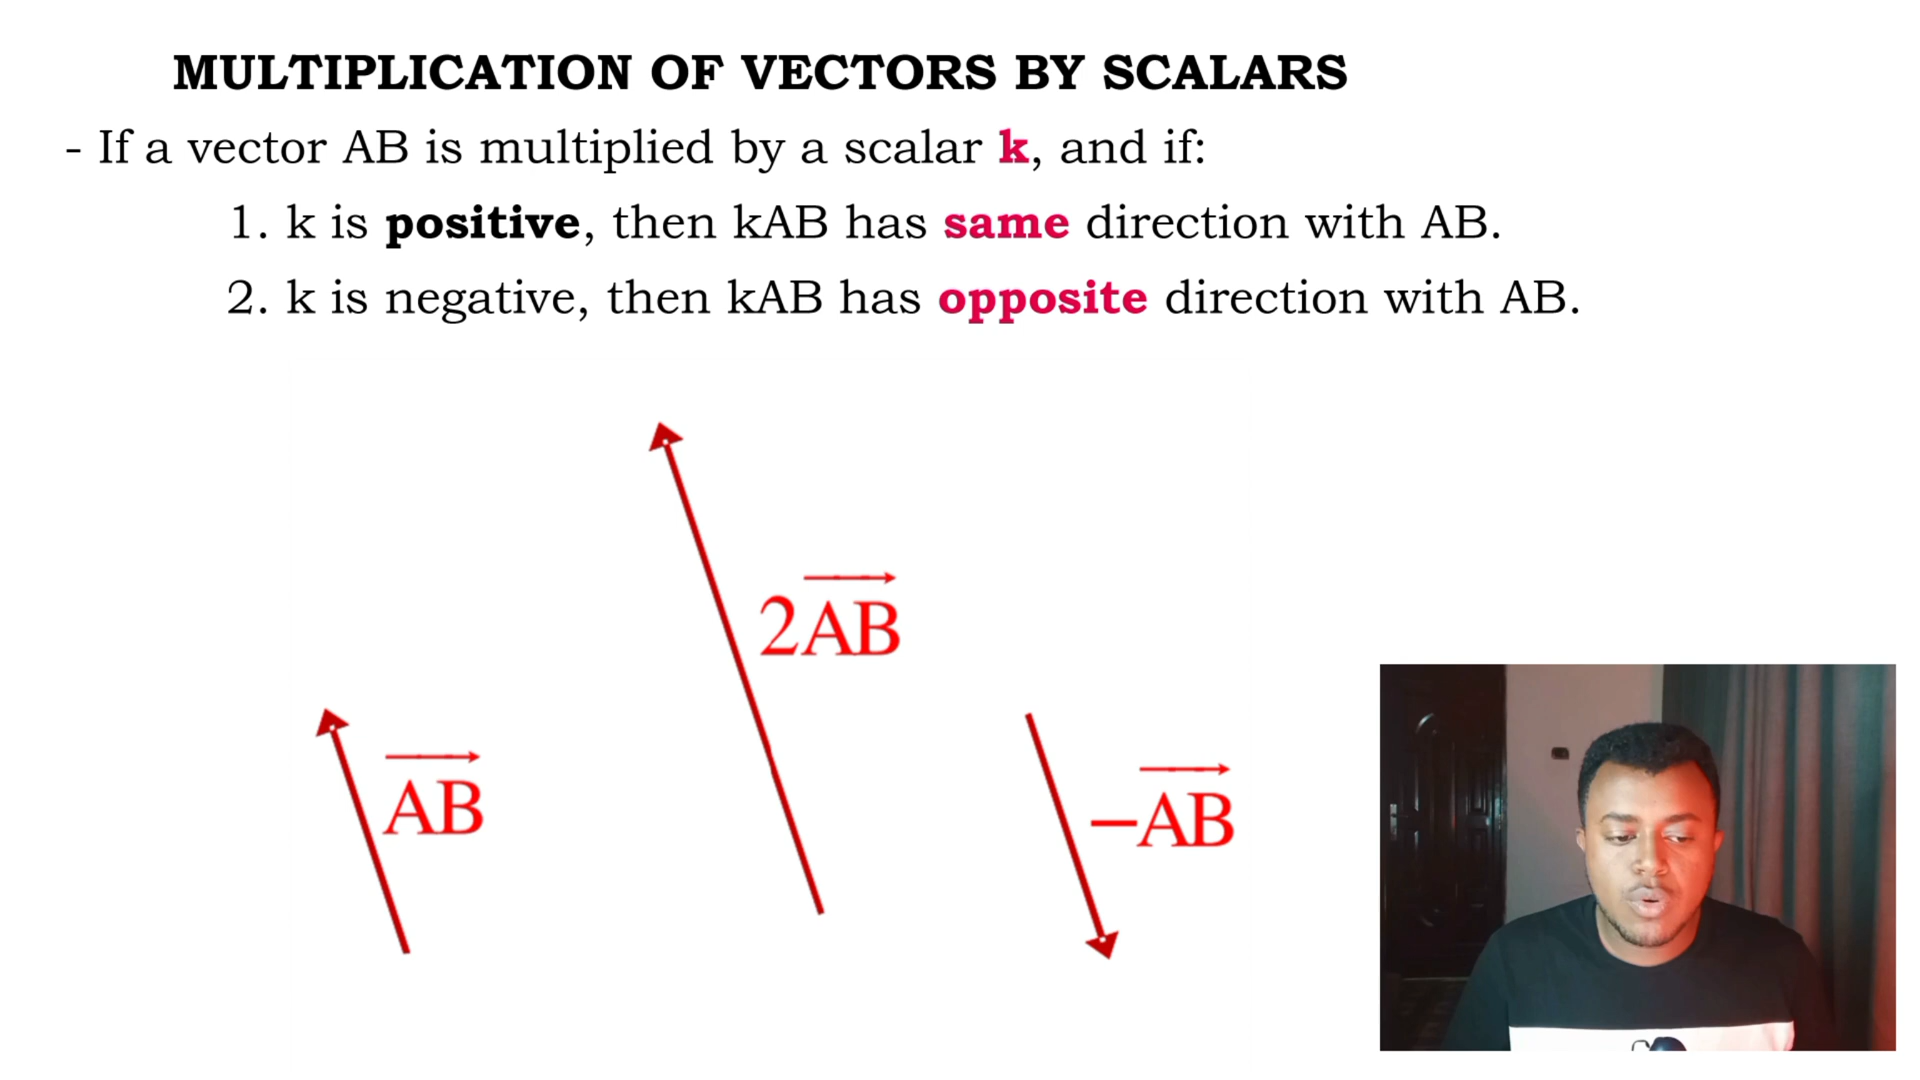 MULTIPLICATION OF VECTORS BY SCALARS
- If a vector AB is multiplied by a scalar k, and if:
1. k is positive, then kAB has same direction with AB.
2. k is negative, then kAB has opposite direction with AB.
2AB
AB
−AB